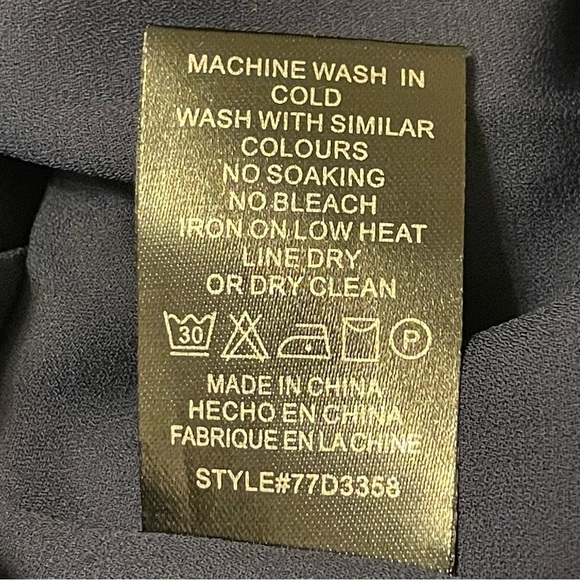 MACHINE WASH IN
COLD
WASH WITH SIMILAR
COLOURS
NO SOAKING
NO BLEACH
IRON ON LOW HEAT
LINE DRY
OR DRY CLEAN
30 P
MADE IN CHINA
HECHO EN CHINA
FABRIQUE EN LA CHINE
STYLE#77D3358